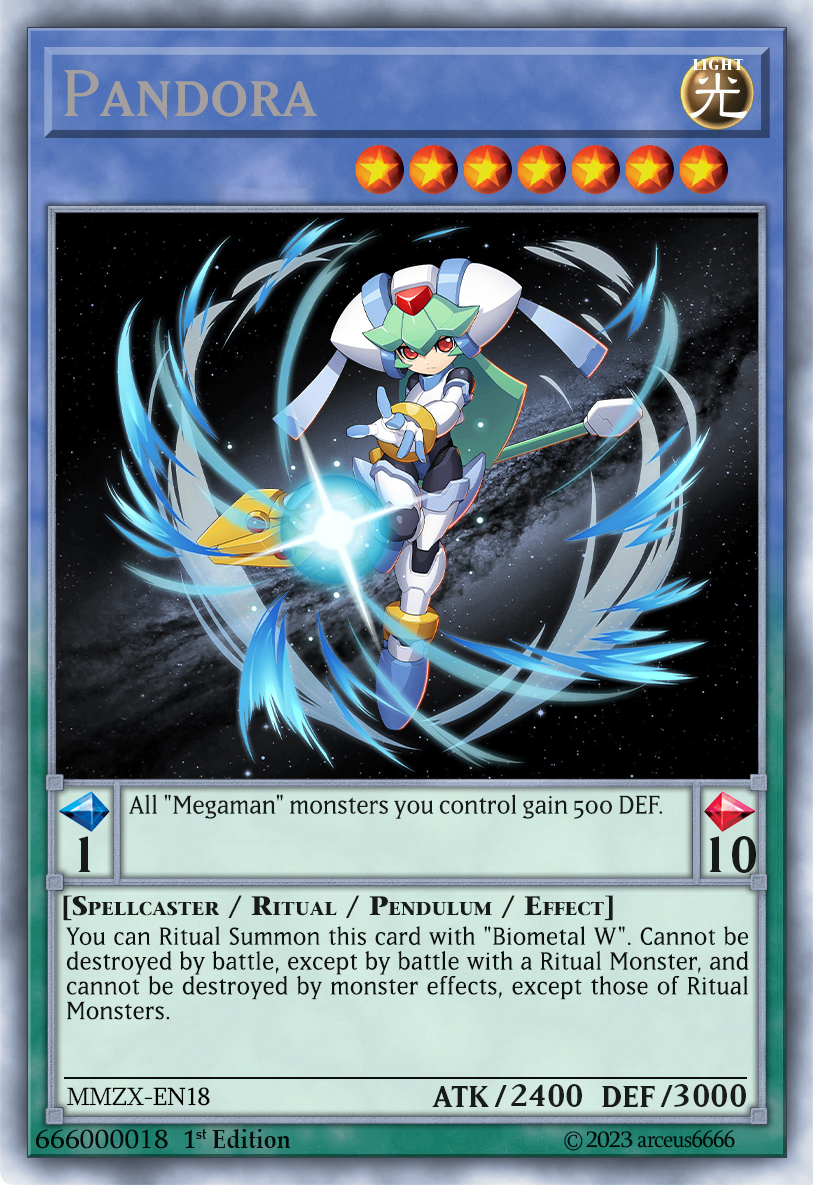 Pandora
LIGHT
光
All "Megaman" monsters you control gain 500 DEF.
1
10
[Spellcaster / Ritual / Pendulum / Effect]
You can Ritual Summon this card with "Biometal W". Cannot be
destroyed by battle, except by battle with a Ritual Monster, and
cannot be destroyed by monster effects, except those of Ritual
Monsters.
MMZX-EN18 ATK/2400 DEF/3000
666000018 1st Edition ©2023 arceus6666